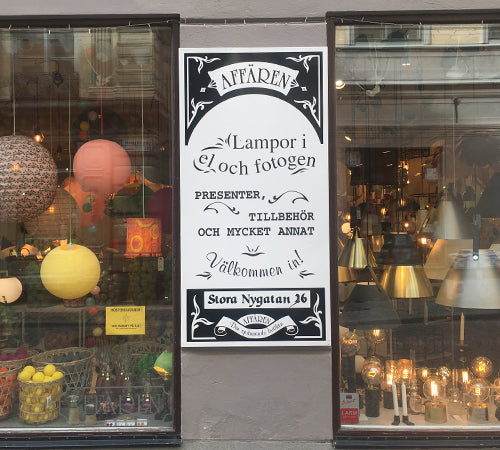 AFFÄREN
Lampor i
el och fotogen
PRESENTER,
TILLBEHÖR
OCH MYCKET ANNAT
Välkommen in!
Stora Nygatan 26
AFFÄREN